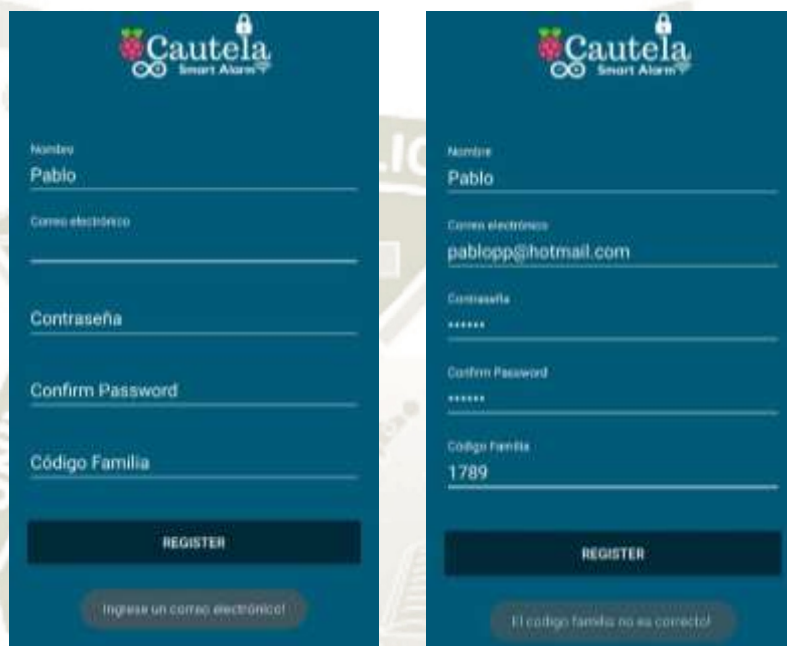 Cautela
Smart Alarm
Nombre
Pablo
Correo electrónico
Contraseña
Confirm Password
Código Familia
REGISTER
Ingrese un correo electrónico!
Cautela
Smart Alarm
Nombre
Pablo
Correo electrónico
pablopp@hotmail.com
Contraseña
••••••
Confirm Password
••••••
Código Familia
1789
REGISTER
El codigo familia no es correcto!